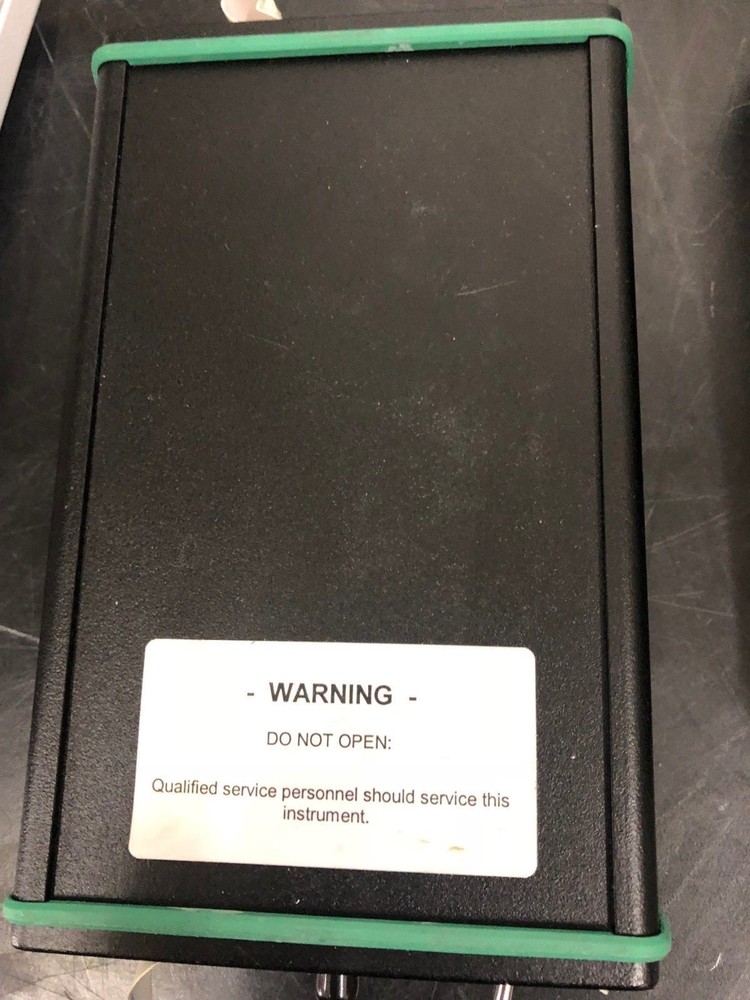 - WARNING -
DO NOT OPEN:
Qualified service personnel should service this
instrument.